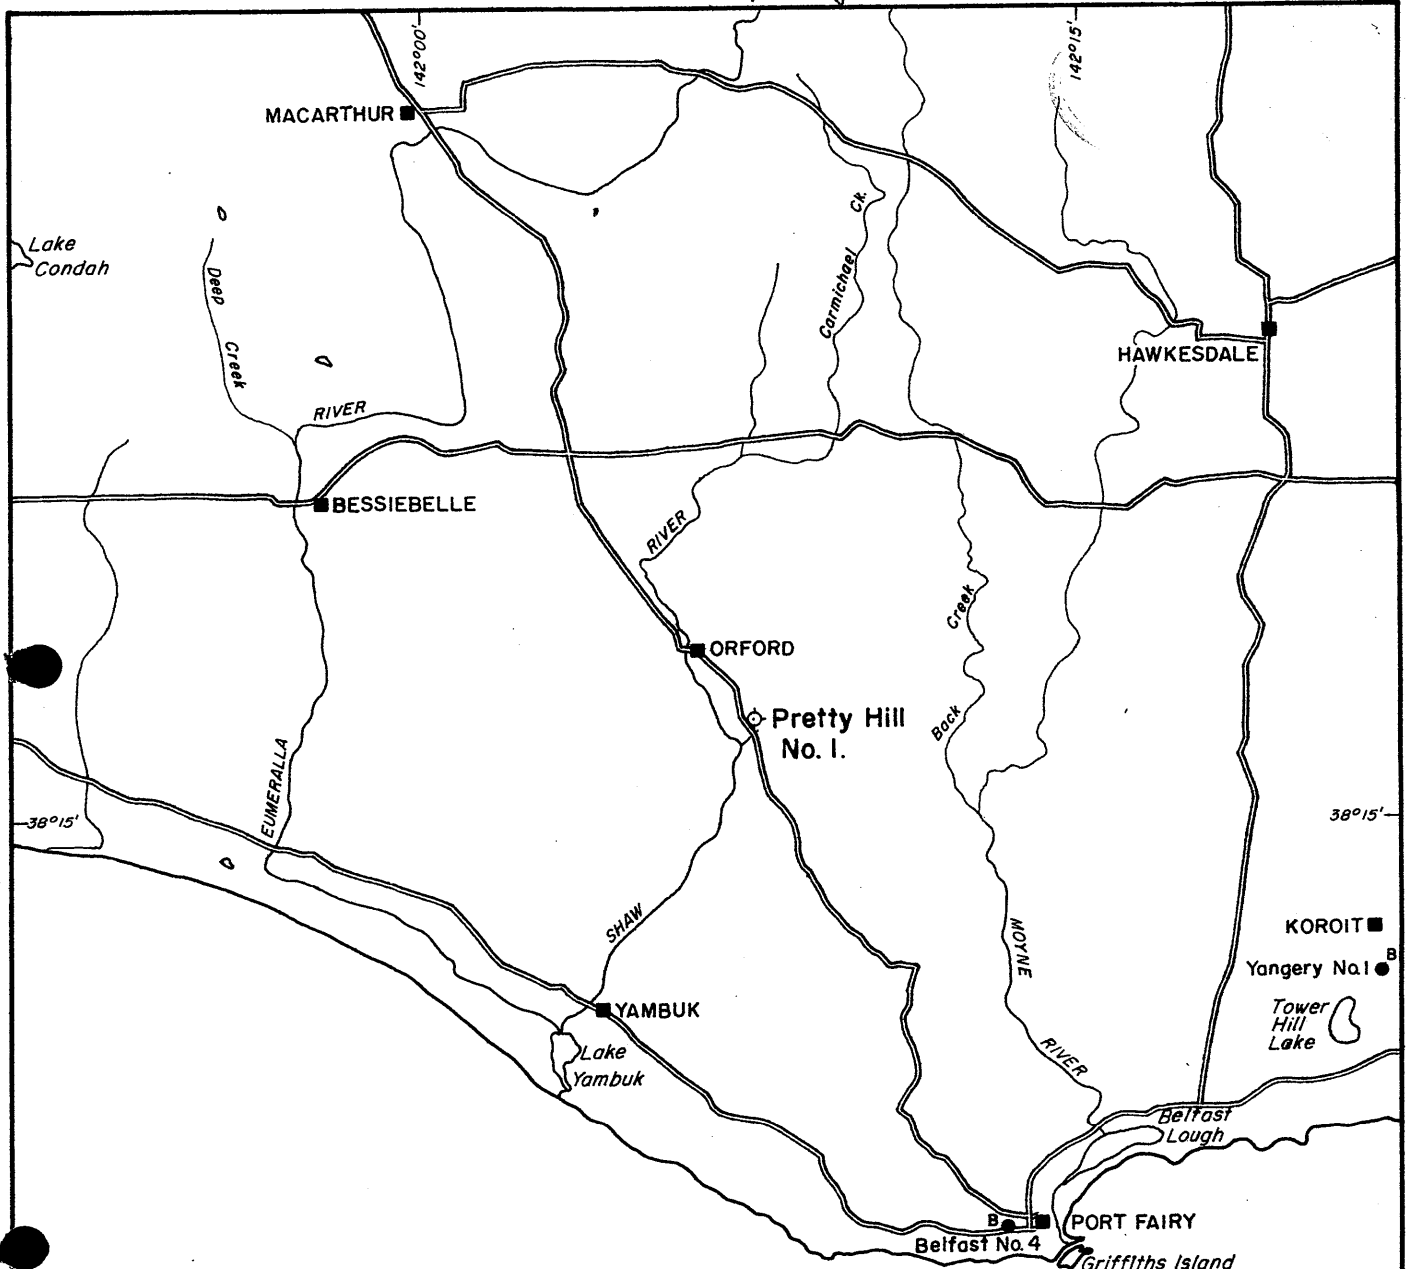 142°00'
142°15'
MACARTHUR
Lake
Condah
Deep
Creek
Ck.
Carmichael
HAWKESDALE
RIVER
BESSIEBELLE
RIVER
Creek
ORFORD
Pretty Hill
No. 1.
Back
EUMERALLA
38°15'
38°15'
SHAW
MOYNE
KOROIT
B
Yangery No.1
Tower
Hill
Lake
YAMBUK
Lake
Yambuk
RIVER
Belfast
Lough
B
PORT FAIRY
Belfast No. 4
Griffiths Island